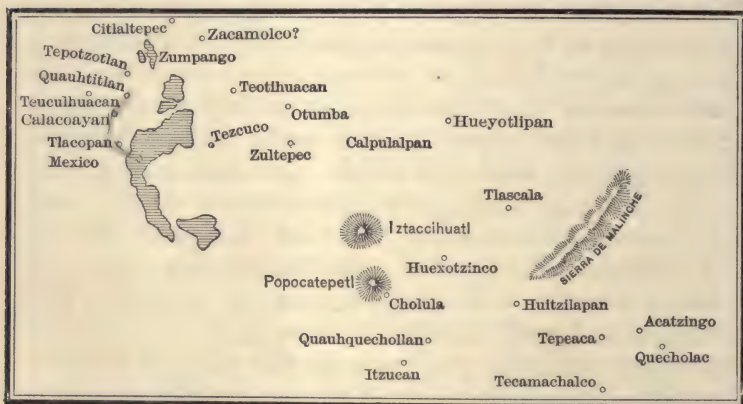 Citlaltepec
Zacamolco?
Tepotzotlan
Zumpango
Quauhtitlan
Teotihuacan
Teuculhuacan
Otumba
Calacoayan
Hueyotlipan
Tlacopan
Tezcuco
Calpulalpan
Zultepec
Mexico
Tlascala
Iztaccihuatl
SIERRA DE MALINCHE
Huexotzinco
Popocatepetl
Cholula
Huitzilapan
Acatzingo
Quauhquechollan
Tepeaca
Quecholac
Itzucan
Tecamachalco